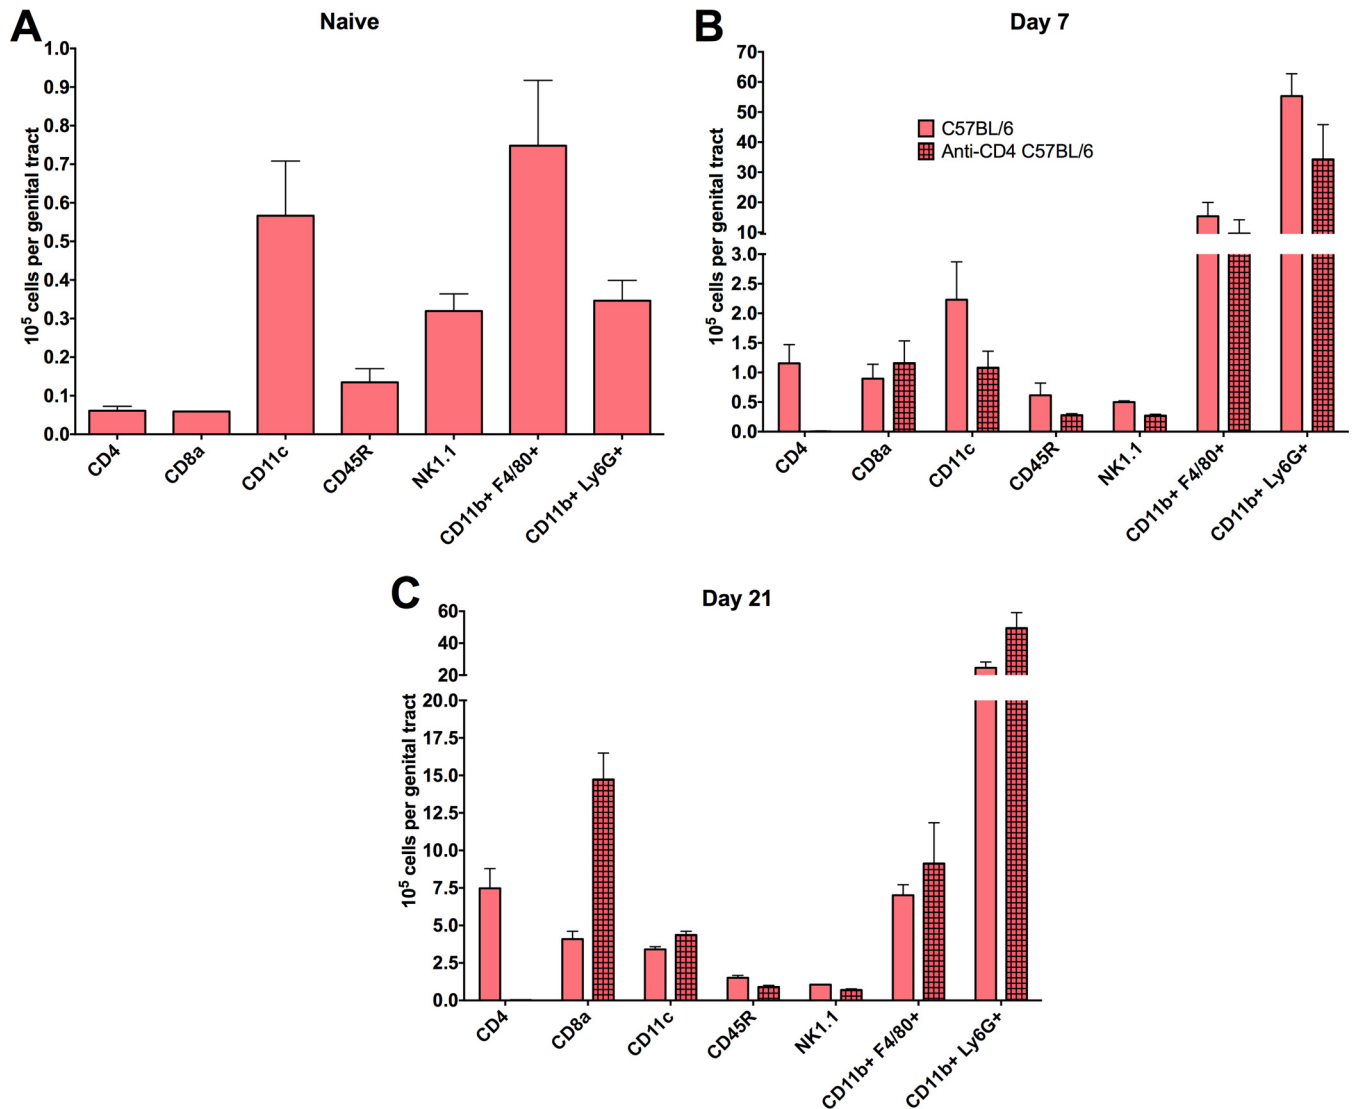 A
Naive
10⁵ cells per genital tract
1.0
0.9
0.8
0.7
0.6
0.5
0.4
0.3
0.2
0.1
0.0
CD4
CD8a
CD11c
CD45R
NK1.1
CD11b+ F4/80+
CD11b+ Ly6G+
B
Day 7
C57BL/6
Anti-CD4 C57BL/6
10⁵ cells per genital tract
70
60
50
40
30
20
10
3.0
2.5
2.0
1.5
1.0
0.5
0.0
CD4
CD8a
CD11c
CD45R
NK1.1
CD11b+ F4/80+
CD11b+ Ly6G+
C
Day 21
10⁵ cells per genital tract
60
40
20
20.0
17.5
15.0
12.5
10.0
7.5
5.0
2.5
0.0
CD4
CD8a
CD11c
CD45R
NK1.1
CD11b+ F4/80+
CD11b+ Ly6G+